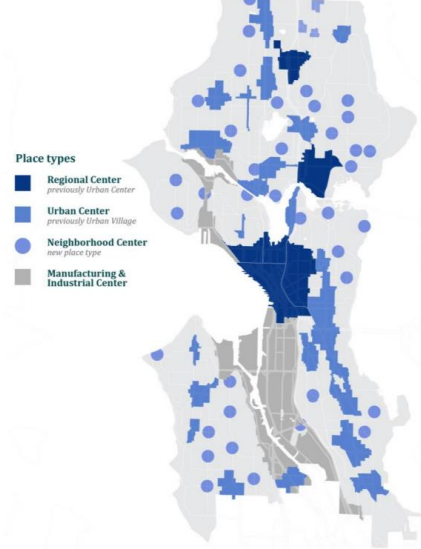 Place types
Regional Center
previously Urban Center
Urban Center
previously Urban Village
Neighborhood Center
new place type
Manufacturing &
Industrial Center